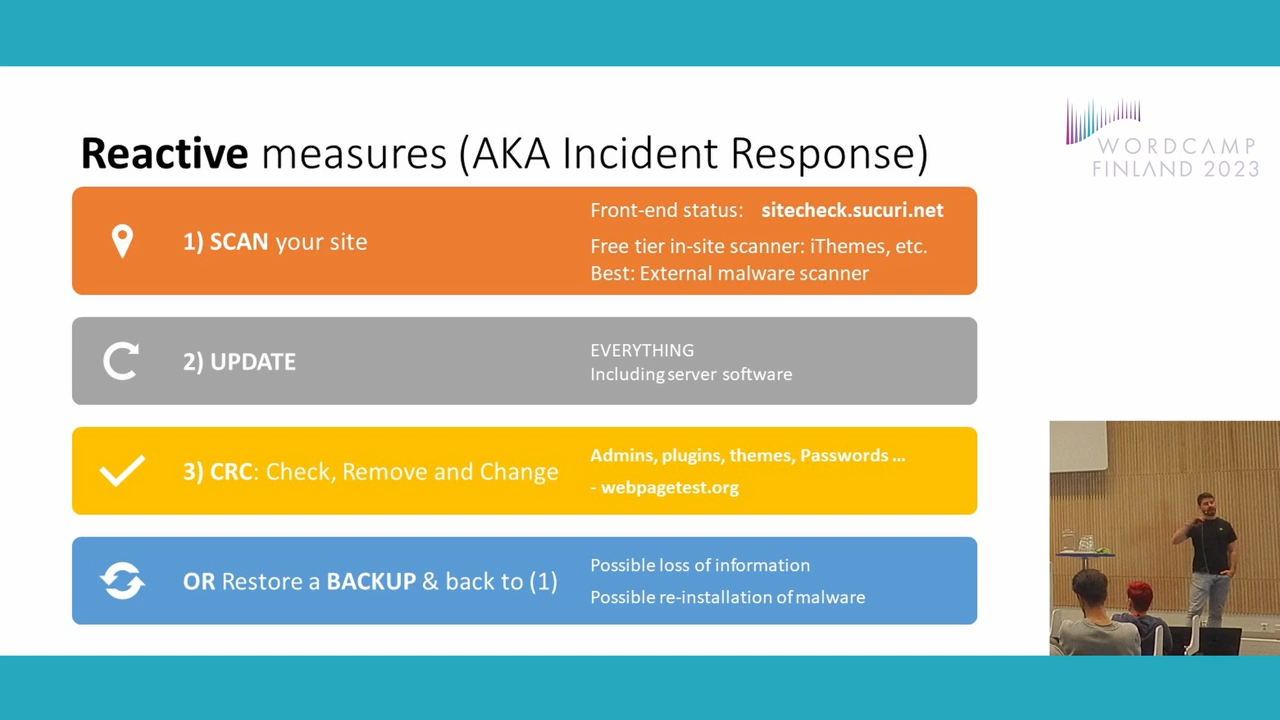 Reactive measures (AKA Incident Response)
WORDCAMP
FINLAND 2023
1) SCAN your site
Front-end status: sitecheck.sucuri.net
Free tier in-site scanner: iThemes, etc.
Best: External malware scanner
2) UPDATE
EVERYTHING
Including server software
3) CRC: Check, Remove and Change
Admins, plugins, themes, Passwords ...
- webpagetest.org
OR Restore a BACKUP & back to (1)
Possible loss of information
Possible re-installation of malware